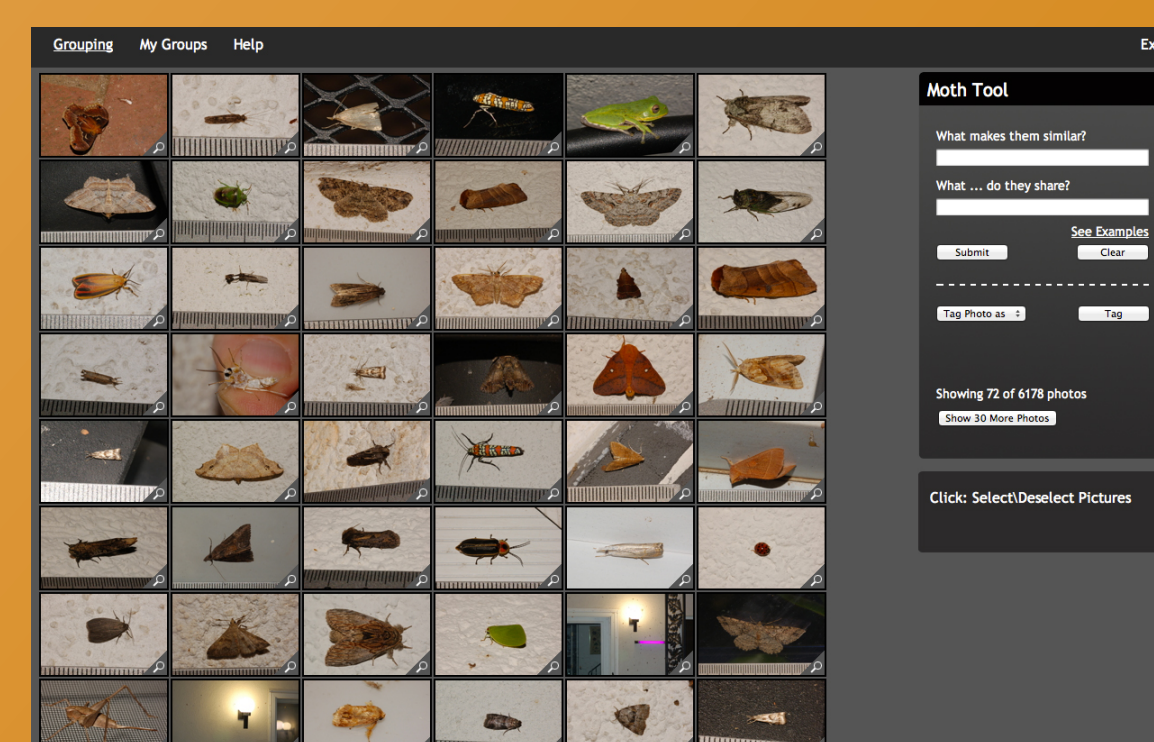 Grouping My Groups Help
Moth Tool
What makes them similar?
What ... do they share?
See Examples
Submit Clear
Tag Photo as Tag
Showing 72 of 6178 photos
Show 30 More Photos
Click: Select\Deselect Pictures